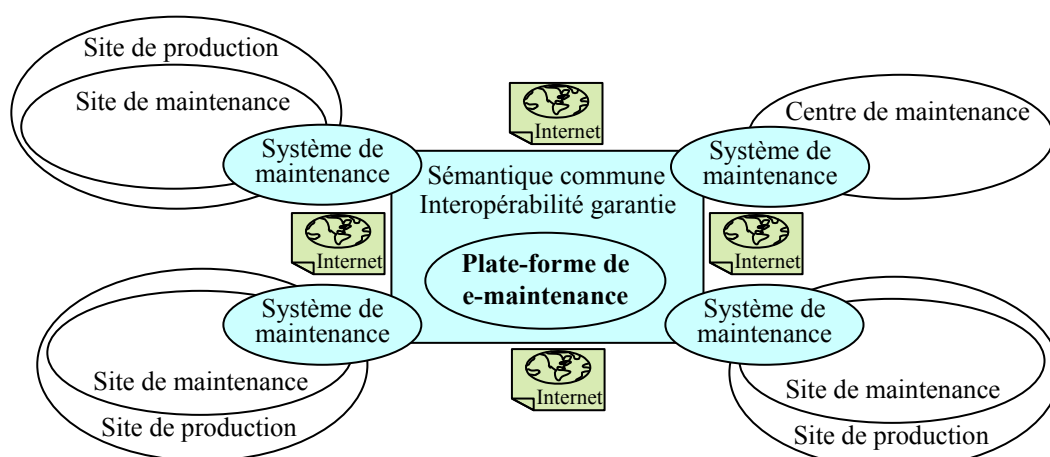 Site de production
Site de maintenance
Système de
maintenance
Internet
Centre de maintenance
Système de
maintenance
Sémantique commune
Interopérabilité garantie
Internet
Internet
Plate-forme de
e-maintenance
Système de
maintenance
Site de maintenance
Site de production
Internet
Système de
maintenance
Site de maintenance
Site de production